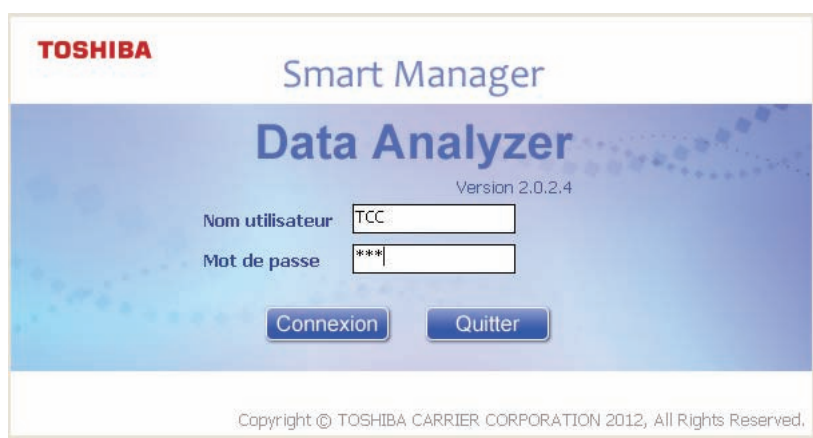 TOSHIBA
Smart Manager
Data Analyzer
Version 2.0.2.4
Nom utilisateur TCC
Mot de passe ***
Connexion Quitter
Copyright © TOSHIBA CARRIER CORPORATION 2012, All Rights Reserved.